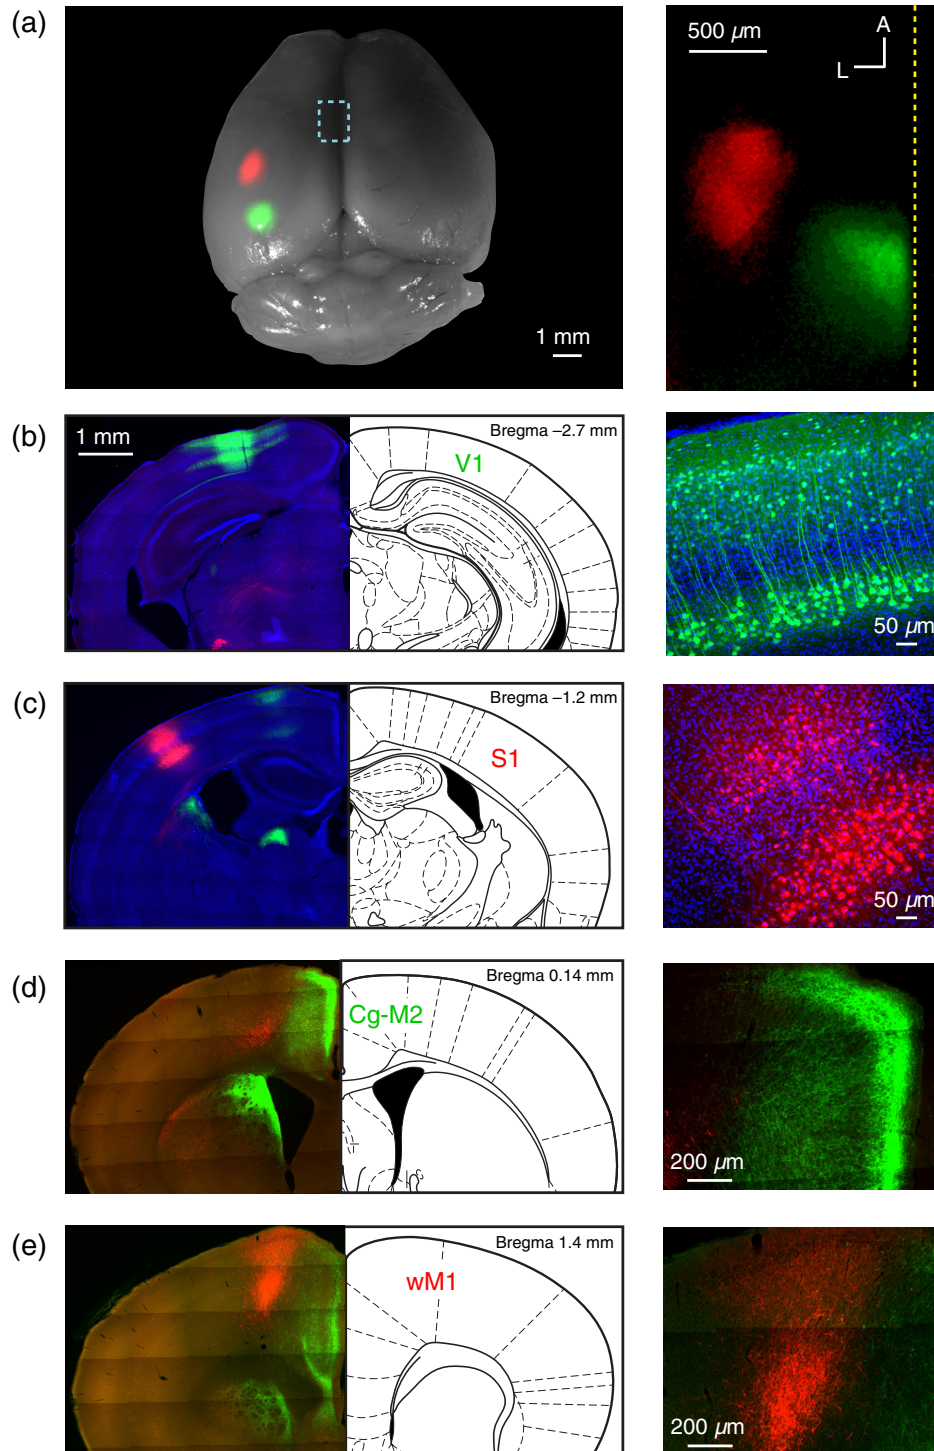 (a)
1 mm
500 µm
A
L
(b)
1 mm
Bregma –2.7 mm
V1
50 µm
(c)
Bregma –1.2 mm
S1
50 µm
(d)
Bregma 0.14 mm
Cg-M2
200 µm
(e)
Bregma 1.4 mm
wM1
200 µm